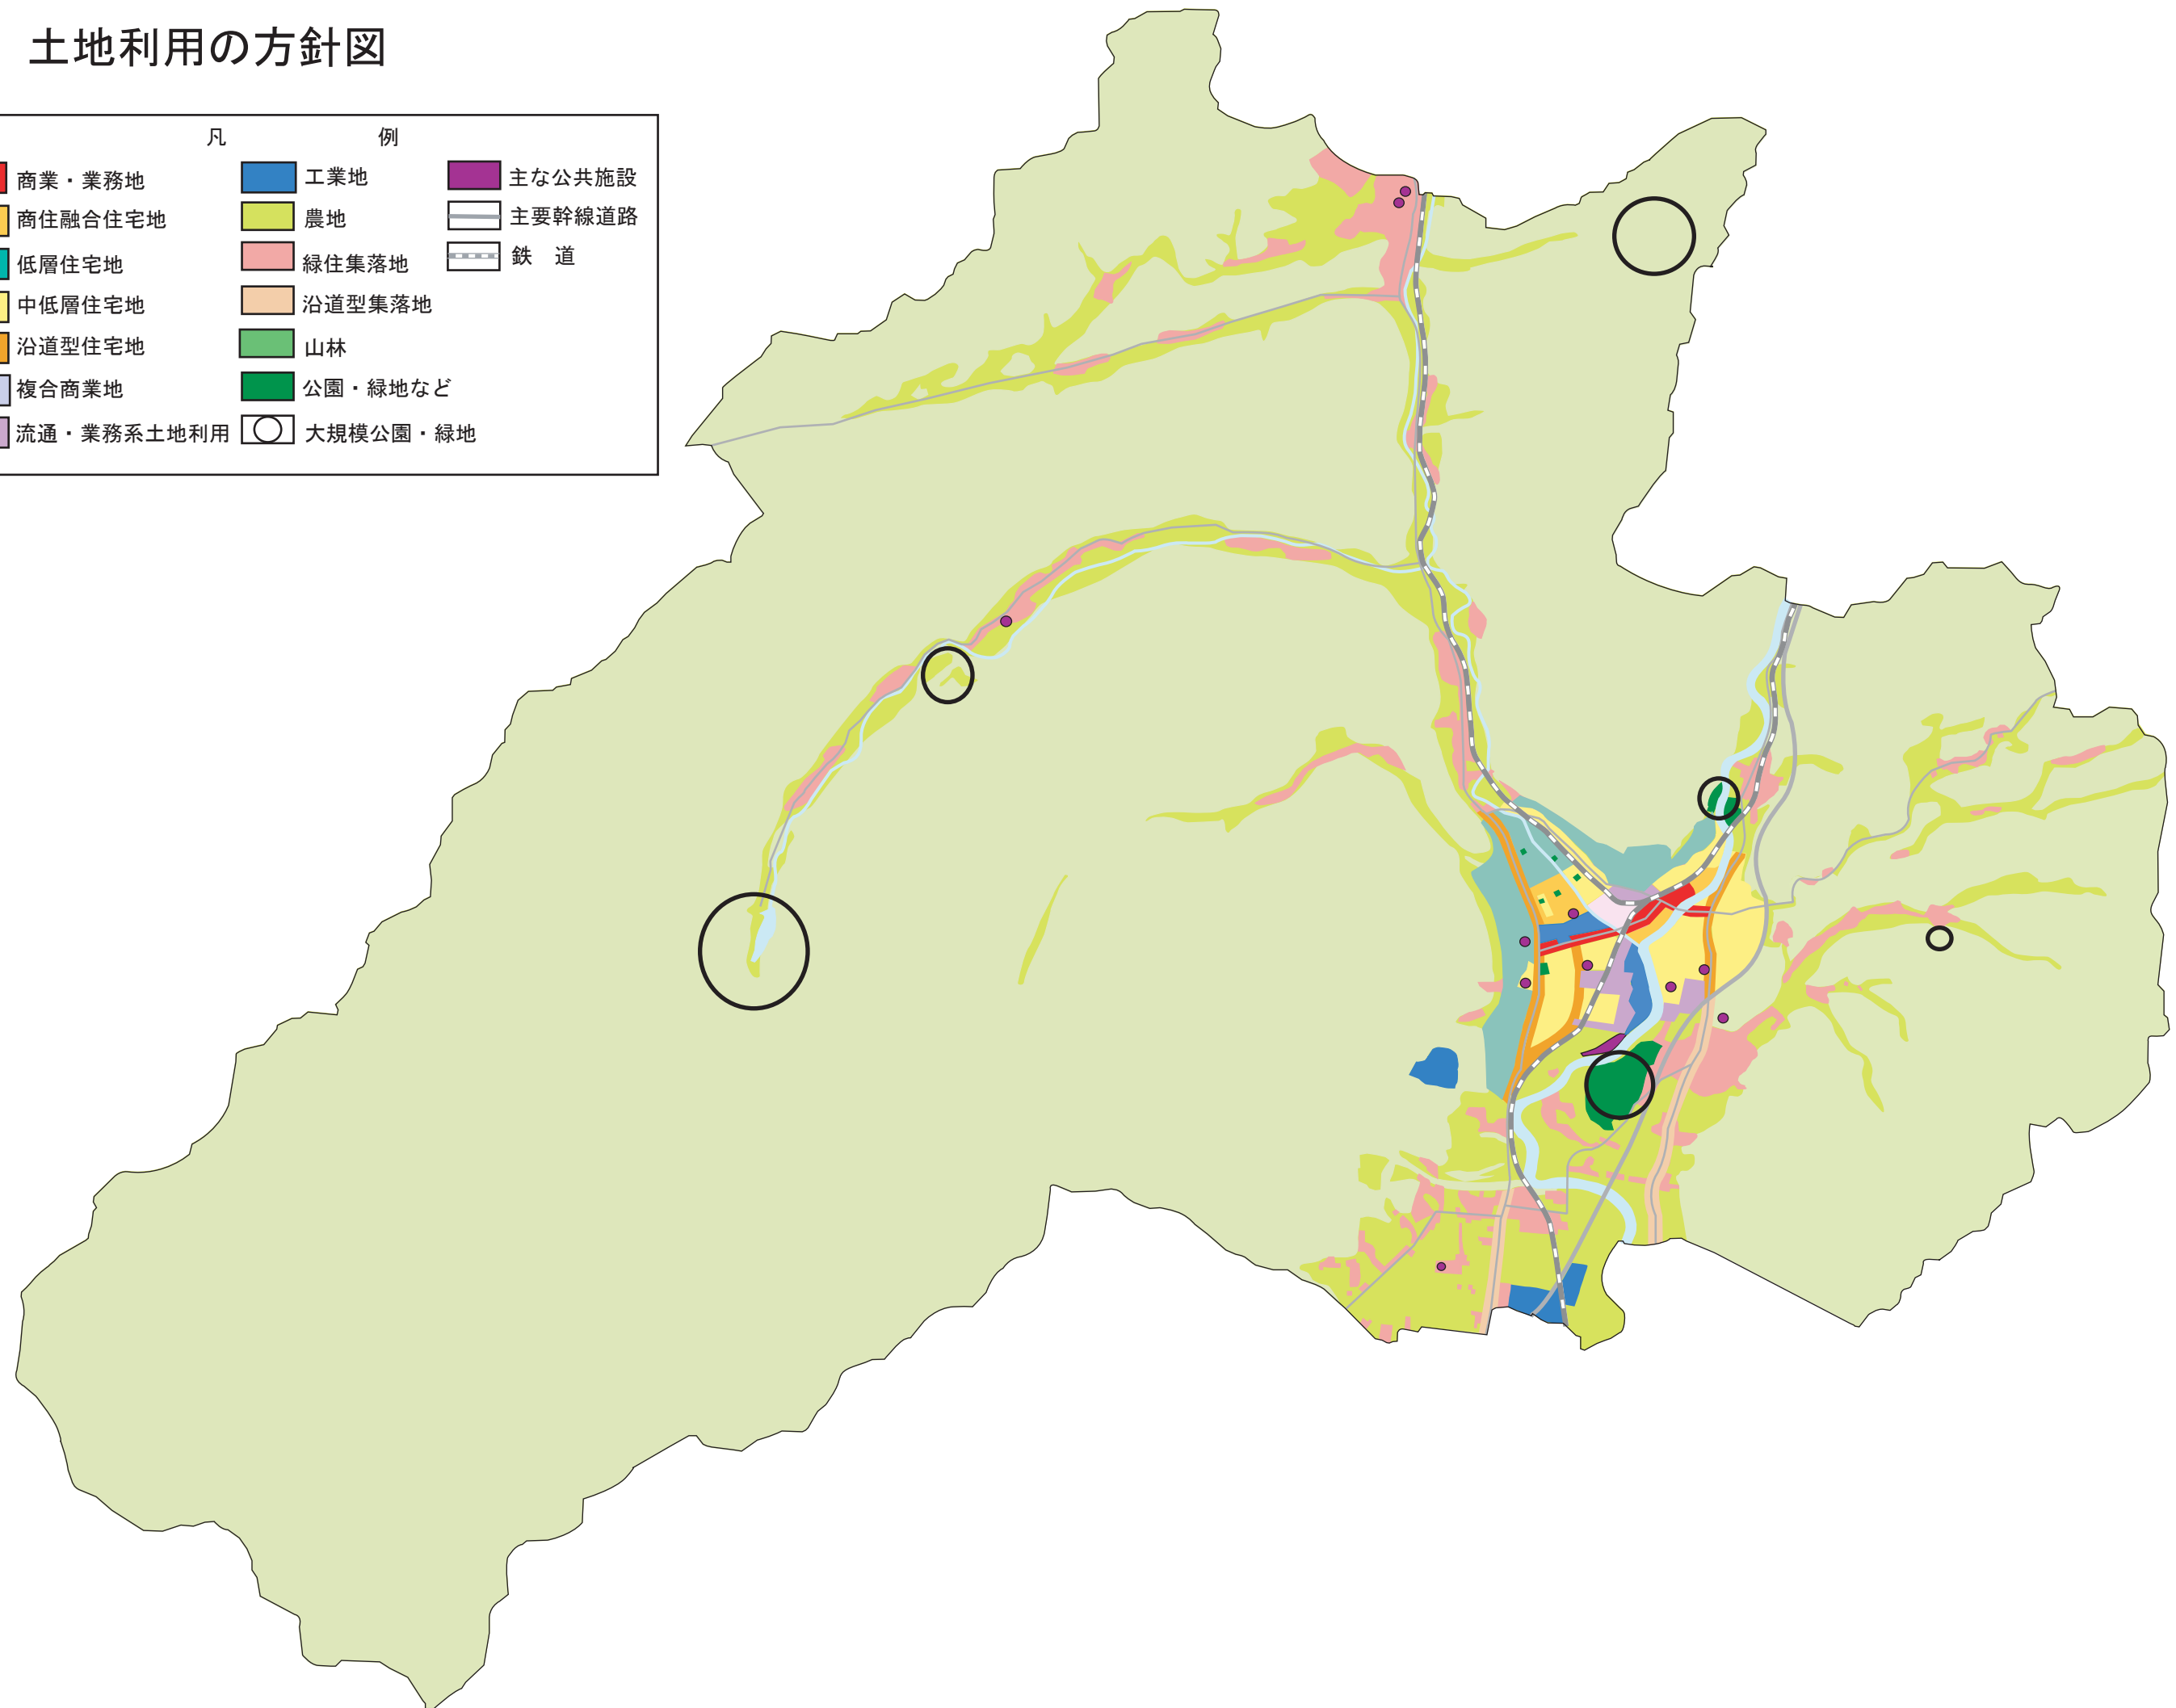 土地利用の方針図
凡　例
商業・業務地
商住融合住宅地
低層住宅地
中低層住宅地
沿道型住宅地
複合商業地
流通・業務系土地利用
工業地
農地
緑住集落地
沿道型集落地
山林
公園・緑地など
大規模公園・緑地
主な公共施設
主要幹線道路
鉄　道